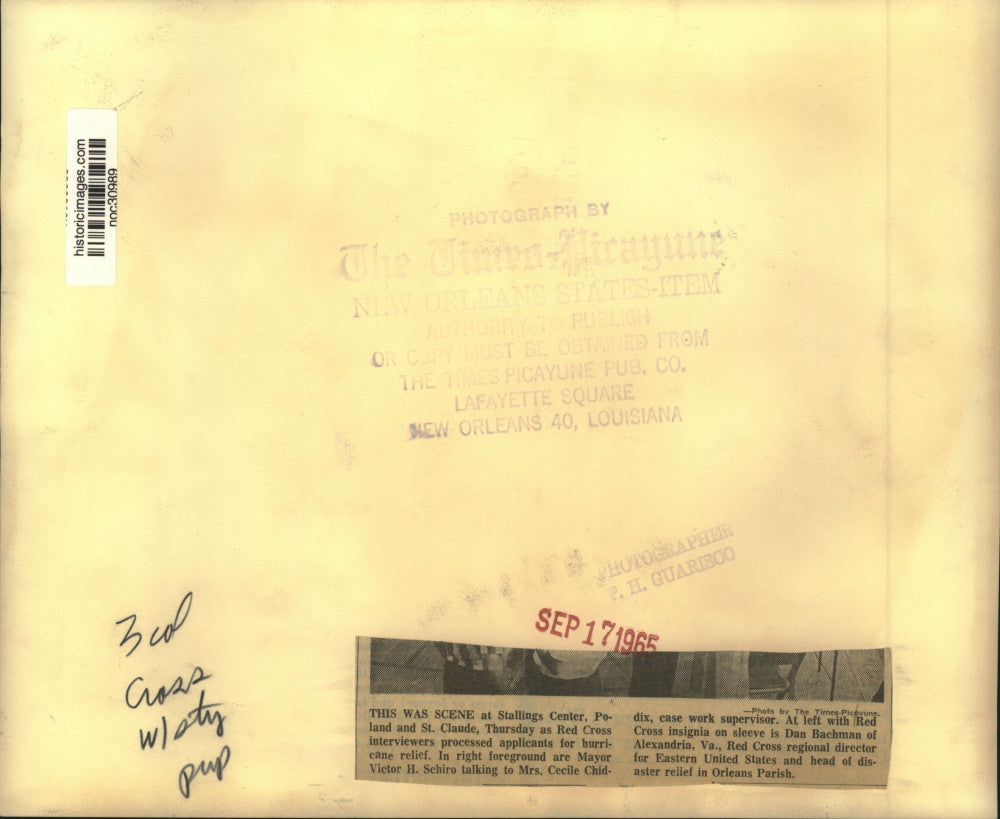 historicimages.com
noc30989
PHOTOGRAPH BY
The Times-Picayune
NEW ORLEANS STATES-ITEM
AUTHORITY TO PUBLISH
OR COPY MUST BE OBTAINED FROM
THE TIMES PICAYUNE PUB. CO.
LAFAYETTE SQUARE
NEW ORLEANS 40, LOUISIANA
PHOTOGRAPHER
P. H. GUARISCO
SEP 17 1965
3 col
Cross
w/sty
pup
—Photo by The Times-Picayune.
THIS WAS SCENE at Stallings Center, Po-
land and St. Claude, Thursday as Red Cross
interviewers processed applicants for hurri-
cane relief. In right foreground are Mayor
Victor H. Schiro talking to Mrs. Cecile Chid-
dix, case work supervisor. At left with Red
Cross insignia on sleeve is Dan Bachman of
Alexandria, Va., Red Cross regional director
for Eastern United States and head of dis-
aster relief in Orleans Parish.